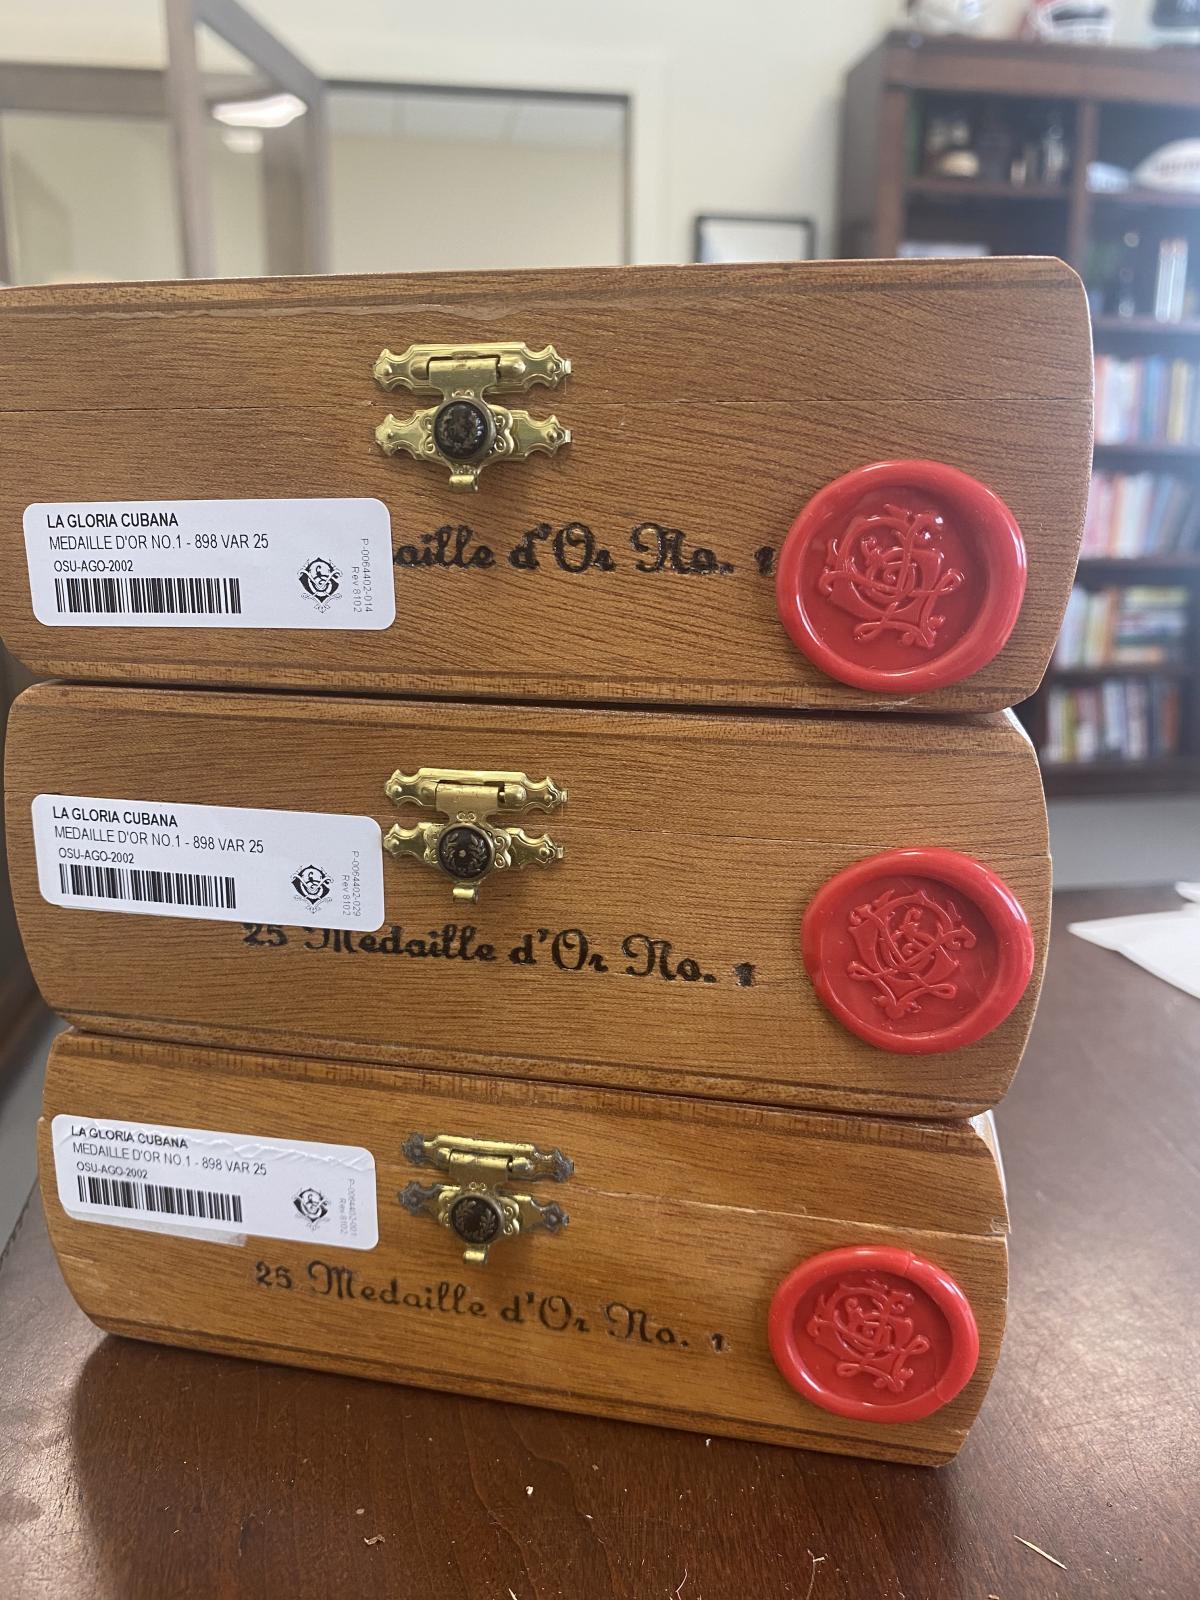 LA GLORIA CUBANA
MEDAILLE D'OR NO.1 - 898 VAR 25
OSU-AGO-2002
P-0064402-014
Rev 8102
aille d'Or No. 1
LA GLORIA CUBANA
MEDAILLE D'OR NO.1 - 898 VAR 25
OSU-AGO-2002
P-0064402-029
Rev 8102
25 Medaille d'Or No. 1
LA GLORIA CUBANA
MEDAILLE D'OR NO.1 - 898 VAR 25
OSU-AGO-2002
P-0064402-001
Rev 8102
25 Medaille d'Or No. 1